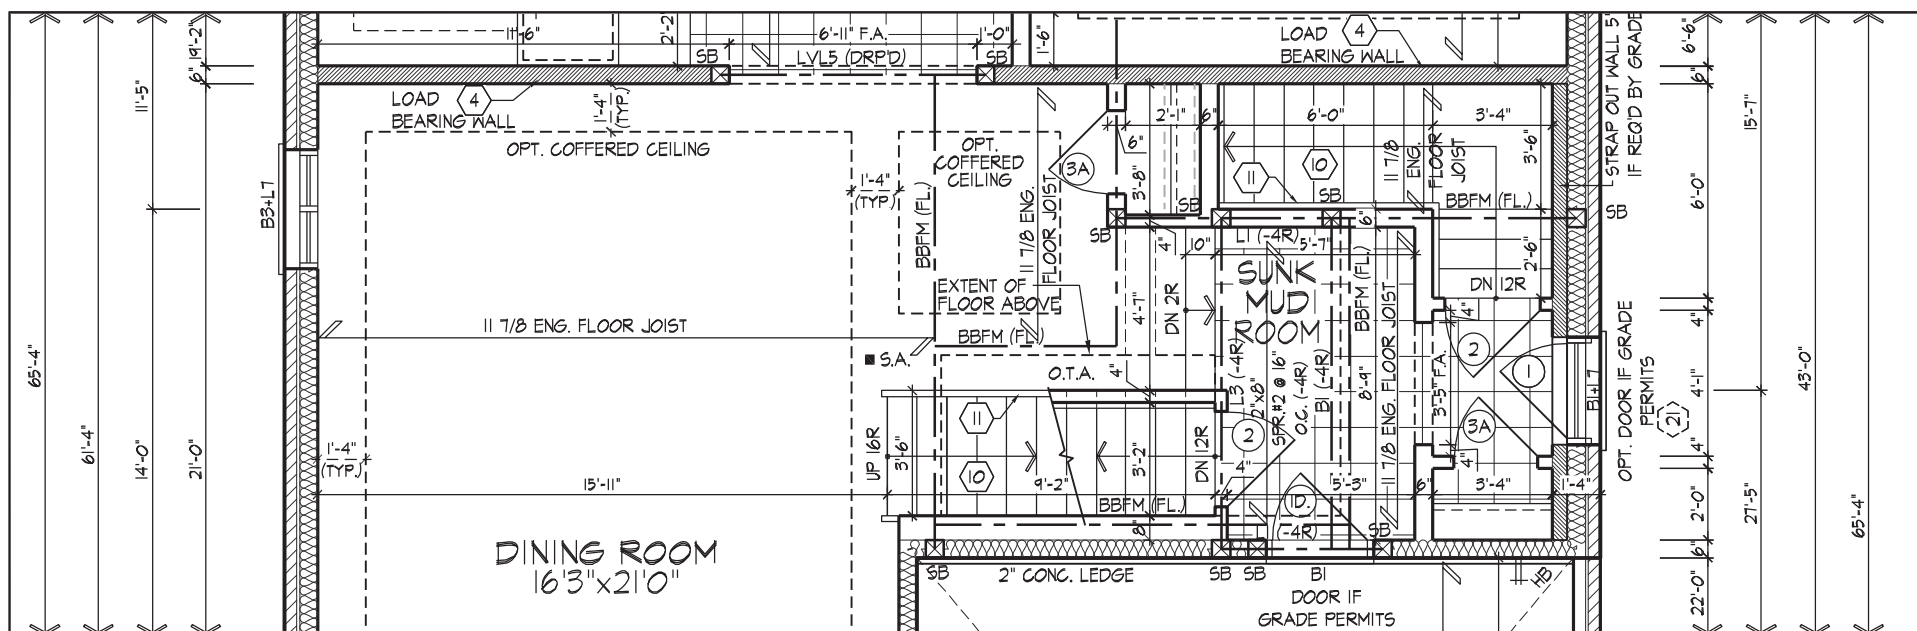 65'-4"
61'-4"
14'-0"
11'-5"
21'-0"
6"
19'-2"
B3+L7
11'-6"
2'-2"
6'-11" F.A.
1'-0"
SB
LVL5 (DRP'D)
SB
1'-6"
LOAD
BEARING WALL
4
LOAD
BEARING WALL
4
1'-4"
(TYP.)
OPT. COFFERED CEILING
1'-4"
(TYP.)
OPT.
COFFERED
CEILING
BBFM (FL.)
11 7/8 ENG.
FLOOR JOIST
3A
2'-1"
6"
6"
3'-8"
SB
SB
4"
6'-0"
3'-4"
11
10
SB
11 7/8
ENG.
FLOOR
JOIST
3'-6"
BBFM (FL.)
SB
STRAP OUT WALL 5"
IF REQ'D BY GRADE
6'-6"
6"
6'-0"
15'-7"
EXTENT OF
FLOOR ABOVE
BBFM (FL.)
11 7/8 ENG. FLOOR JOIST
S.A.
O.T.A.
4'-7"
4"
DN 2R
10"
L1 (-4R)
5'-7"
6"
SUNK
MUD
ROOM
L3 (-4R)
2"x8"
SPR.#2 @ 16"
O.C. (-4R)
B1 (-4R)
BBFM (FL.)
8'-9"
11 7/8 ENG. FLOOR JOIST
2'-6"
DN 12R
4"
2
1
3'-5" F.A.
3A
4"
B1+L7
OPT. DOOR IF GRADE
PERMITS
21
4"
4'-1"
4"
2'-0"
6"
22'-0"
27'-5"
43'-0"
65'-4"
1'-4"
(TYP.)
15'-11"
UP 16R
3'-6"
11
10
9'-2"
3'-2"
DN 12R
2
4"
BBFM (FL.)
8"
1D.
L1 (-4R)
5'-3"
6"
3'-4"
1'-4"
SB
DINING ROOM
16'3"x21'0"
SB
2" CONC. LEDGE
SB
SB
B1
DOOR IF
GRADE PERMITS
HB